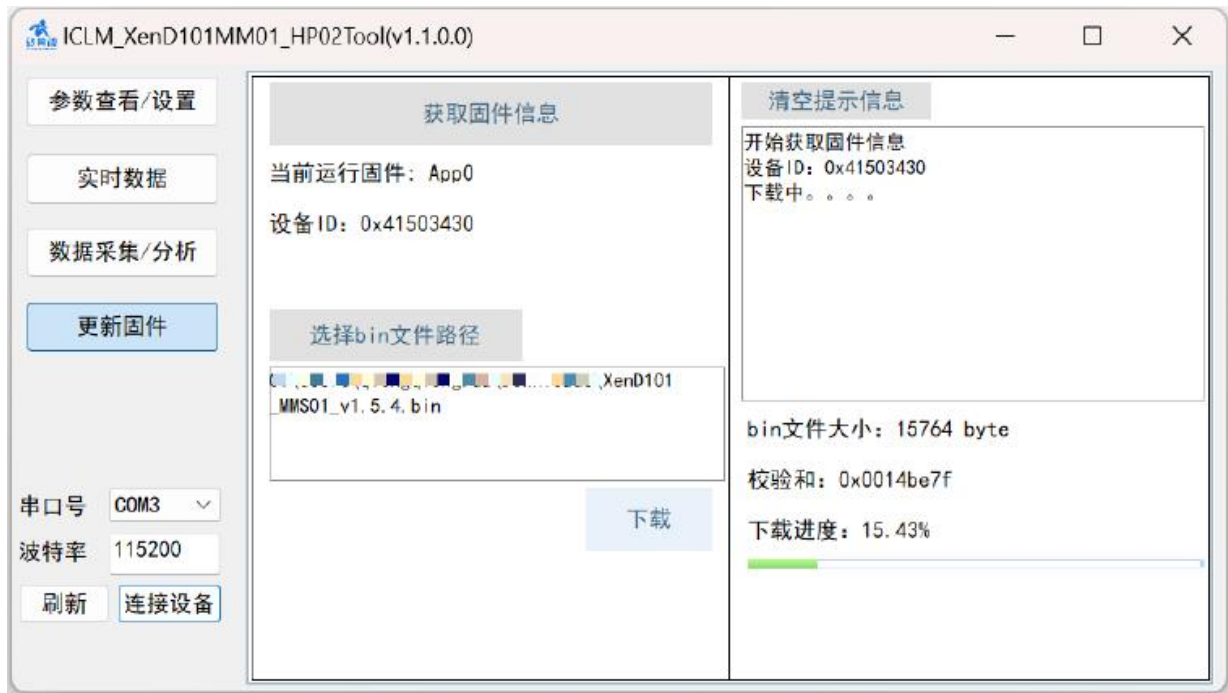 ICLM_XenD101MM01_HP02Tool(v1.1.0.0)
参数查看/设置
实时数据
数据采集/分析
更新固件
串口号 COM3
波特率 115200
刷新 连接设备
获取固件信息
当前运行固件: App0
设备ID: 0x41503430
选择bin文件路径
\XenD101
_MMS01_v1.5.4.bin
下载
清空提示信息
开始获取固件信息
设备ID: 0x41503430
下载中。。。。
bin文件大小: 15764 byte
校验和: 0x0014be7f
下载进度: 15.43%